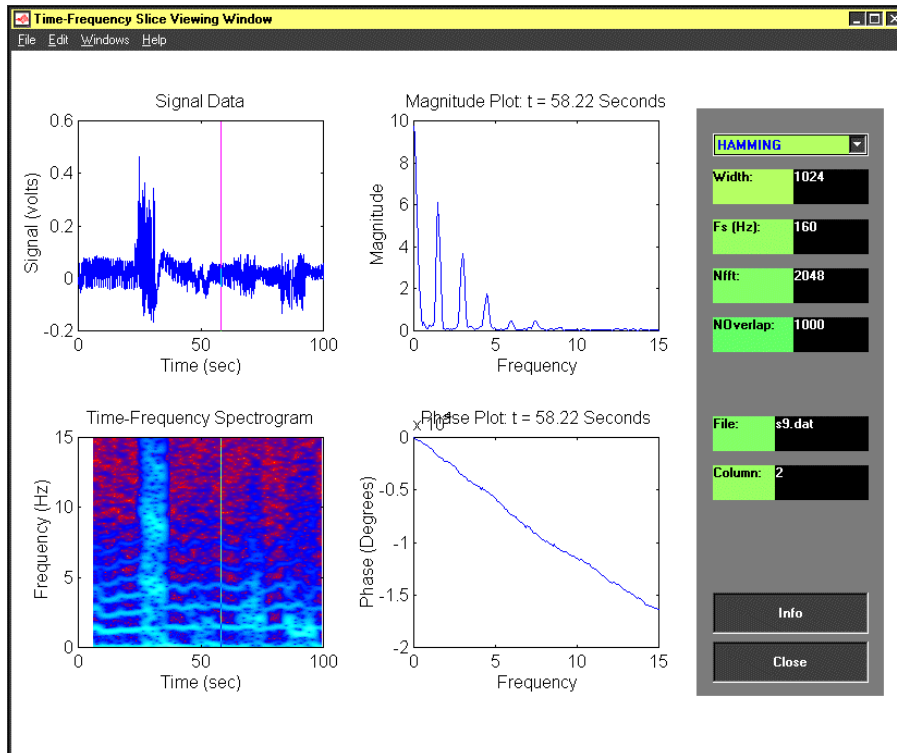 Time-Frequency Slice Viewing Window
File Edit Windows Help
Signal Data
0.6
0.4
0.2
0
-0.2
Signal (volts)
0 50 100
Time (sec)
Magnitude Plot: t = 58.22 Seconds
10
8
6
4
2
0
Magnitude
0 5 10 15
Frequency
HAMMING
Width: 1024
Fs (Hz): 160
Nfft: 2048
NOverlap: 1000
File: s9.dat
Column: 2
Info
Close
Time-Frequency Spectrogram
15
10
5
0
Frequency (Hz)
0 50 100
Time (sec)
Phase Plot: t = 58.22 Seconds
0
-0.5
-1
-1.5
-2
Phase (Degrees)
0 5 10 15
Frequency